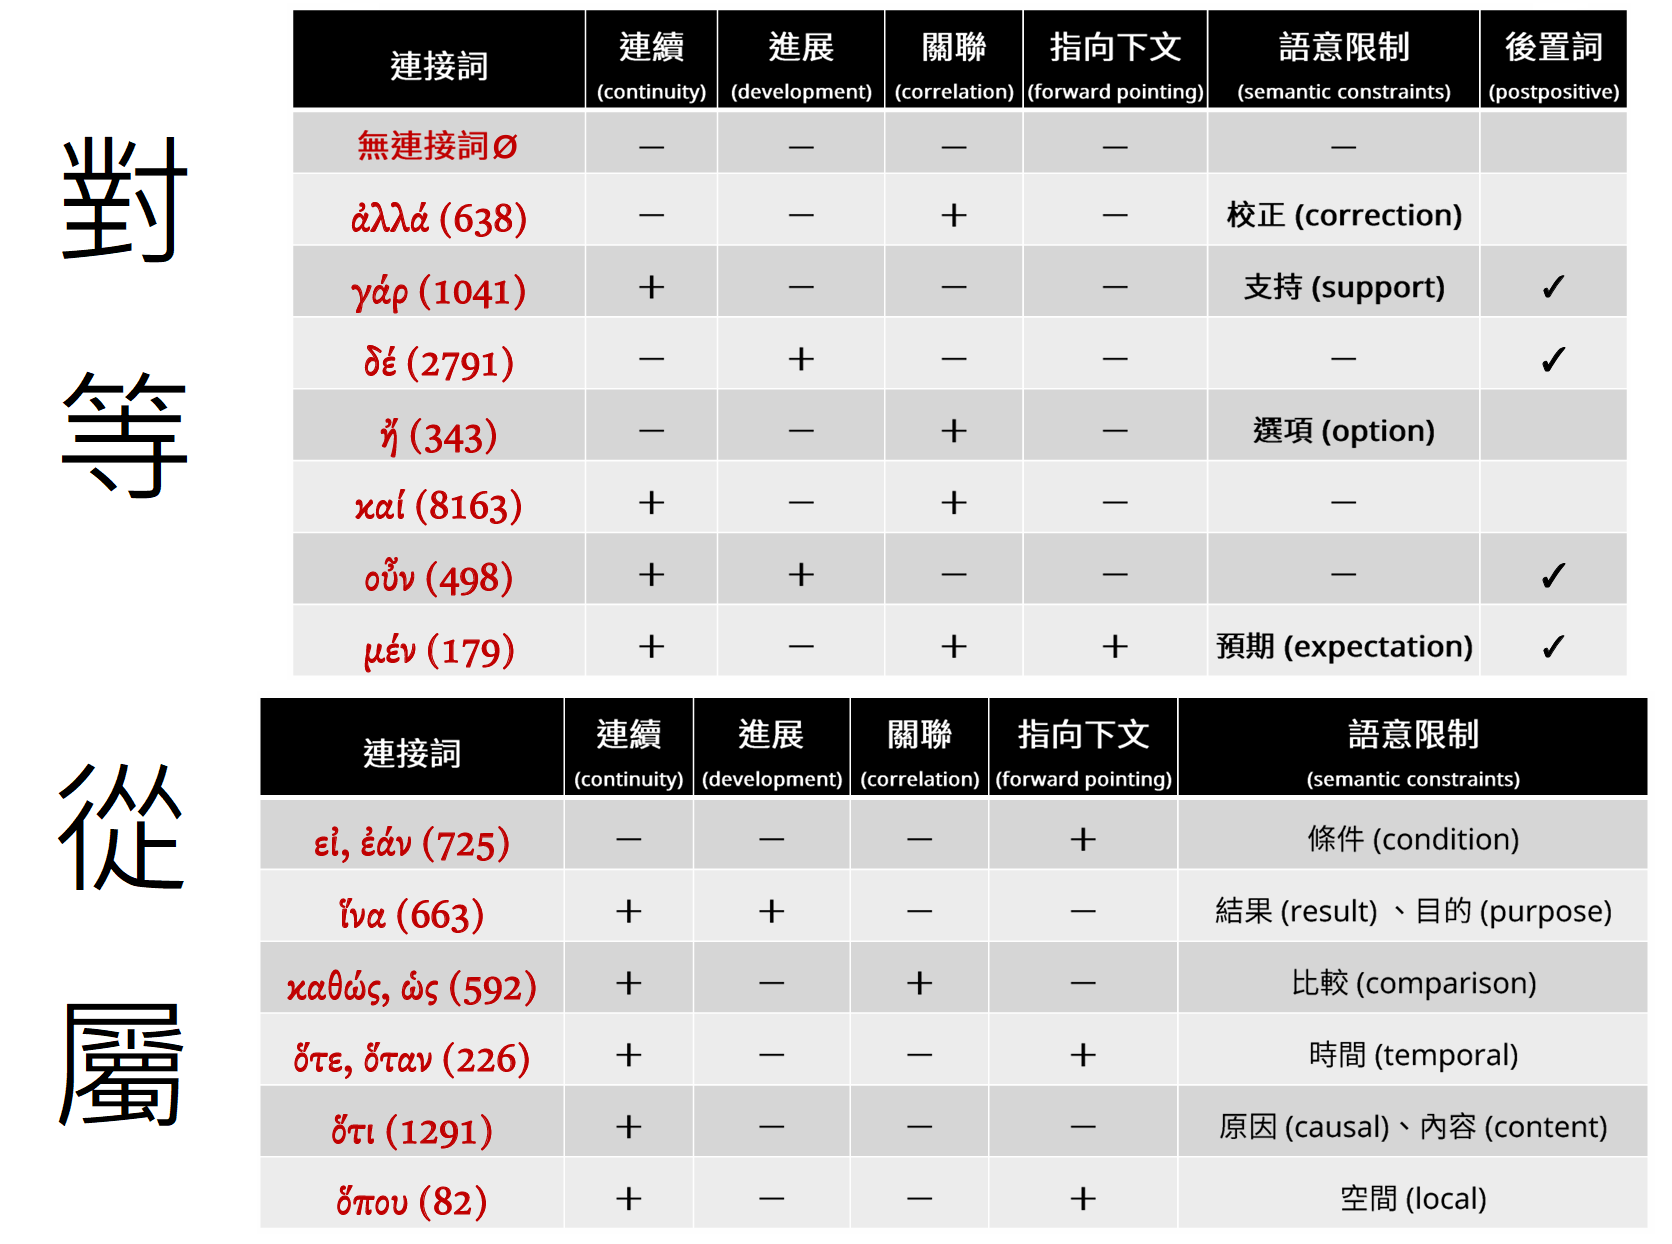 對等
連接詞 連續 (continuity) 進展 (development) 關聯 (correlation) 指向下文 (forward pointing) 語意限制 (semantic constraints) 後置詞 (postpositive)
無連接詞Ø － － － － －
ἀλλά (638) － － + － 校正 (correction)
γάρ (1041) + － － － 支持 (support) ✓
δέ (2791) － + － － － ✓
ἤ (343) － － + － 選項 (option)
καί (8163) + － + － －
οὖν (498) + + － － － ✓
μέν (179) + － + + 預期 (expectation) ✓
從屬
連接詞 連續 (continuity) 進展 (development) 關聯 (correlation) 指向下文 (forward pointing) 語意限制 (semantic constraints)
εἰ, ἐάν (725) － － － + 條件 (condition)
ἵνα (663) + + － － 結果 (result) 、目的 (purpose)
καθώς, ὡς (592) + － + － 比較 (comparison)
ὅτε, ὅταν (226) + － － + 時間 (temporal)
ὅτι (1291) + － － － 原因 (causal)、內容 (content)
ὅπου (82) + － － + 空間 (local)